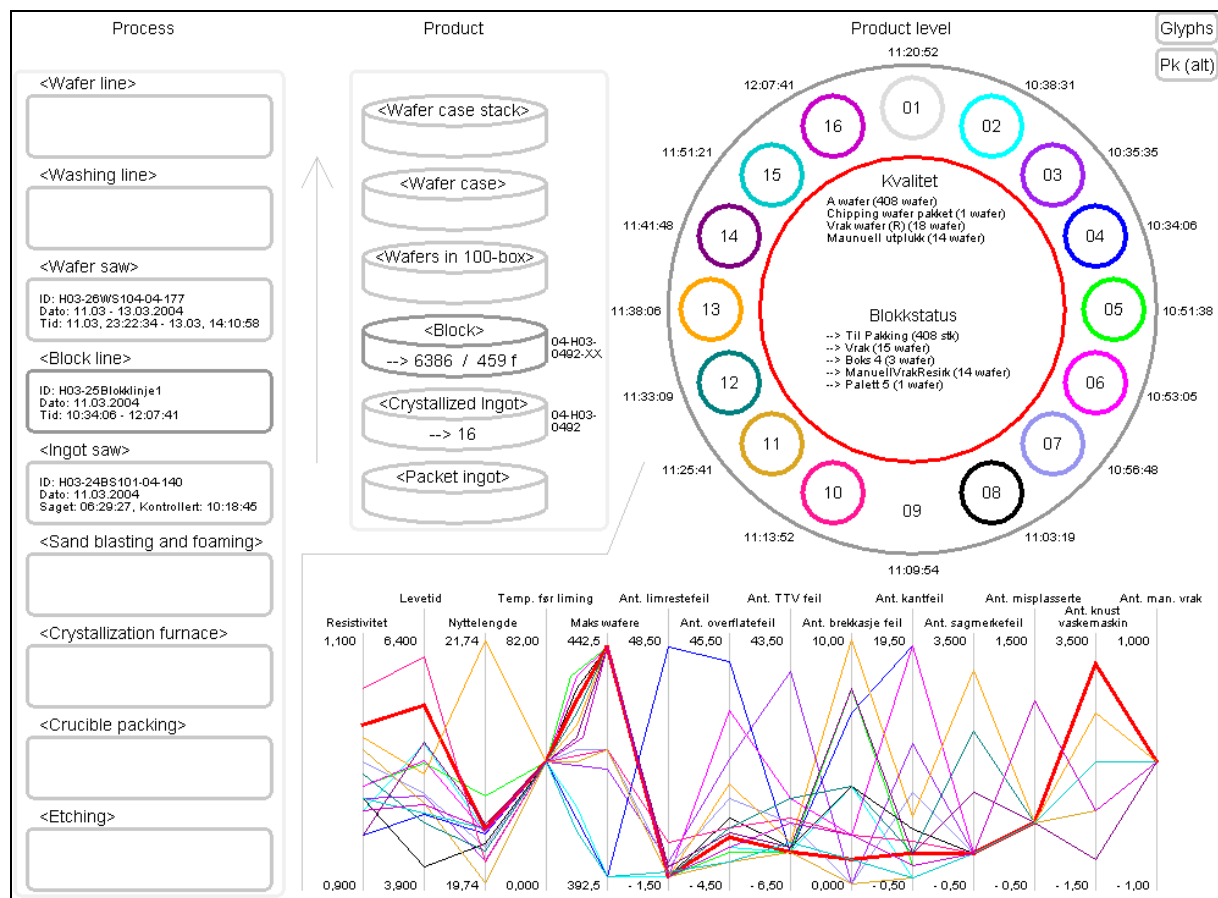 Process
Product
Product level
Glyphs
Pk (alt)
<Wafer line>
<Washing line>
<Wafer saw>
ID: H03-26WS104-04-177
Dato: 11.03 - 13.03.2004
Tid: 11.03, 23:22:34 - 13.03, 14:10:58
<Block line>
ID: H03-25Blokklinje1
Dato: 11.03.2004
Tid: 10:34:06 - 12:07:41
<Ingot saw>
ID: H03-24BS101-04-140
Dato: 11.03.2004
Saget: 06:29:27, Kontrollert: 10:18:45
<Sand blasting and foaming>
<Crystallization furnace>
<Crucible packing>
<Etching>
<Wafer case stack>
<Wafer case>
<Wafers in 100-box>
<Block>
--> 6386 / 459 f
04-H03-
0492-XX
<Crystallized Ingot>
--> 16
04-H03-
0492
<Packet ingot>
11:20:52
10:38:31
10:35:35
10:34:06
10:51:38
10:53:05
10:56:48
11:03:19
11:09:54
11:13:52
11:25:41
11:33:09
11:38:06
11:41:48
11:51:21
12:07:41
01
02
03
04
05
06
07
08
09
10
11
12
13
14
15
16
Kvalitet
A wafer (408 wafer)
Chipping wafer pakket (1 wafer)
Vrak wafer (R) (18 wafer)
Maunuell utplukk (14 wafer)
Blokkstatus
--> Til Pakking (408 stk)
--> Vrak (15 wafer)
--> Boks 4 (3 wafer)
--> ManuellVrakResirk (14 wafer)
--> Palett 5 (1 wafer)
Levetid
Temp. før liming
Ant. limrestefeil
Ant. TTV feil
Ant. kantfeil
Ant. misplasserte
Ant. man. vrak
Resistivitet
Nyttelengde
Maks wafere
Ant. overflatefeil
Ant. brekkasje feil
Ant. sagmerkefeil
Ant. knust
vaskemaskin
1,100 6,400 21,74 82,00 442,5 48,50 45,50 43,50 10,00 19,50 3,500 1,500 3,500 1,000
0,900 3,900 19,74 0,000 392,5 - 1,50 - 4,50 - 6,50 0,000 - 0,50 - 0,50 - 0,50 - 1,50 - 1,00